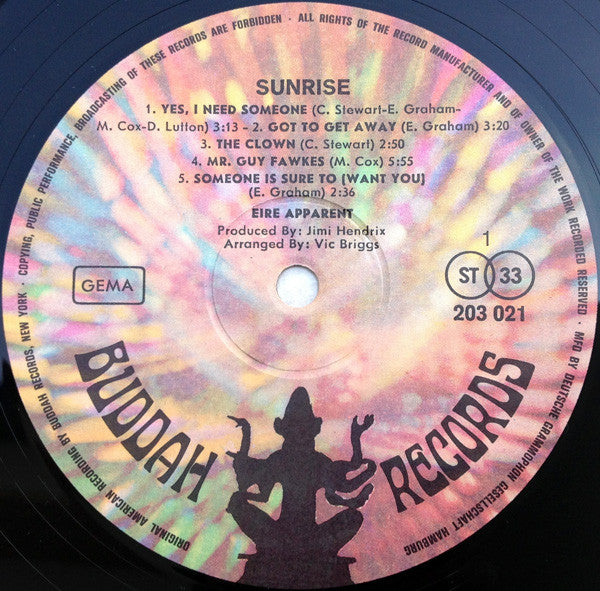 COPYING, PUBLIC PERFORMANCE, BROADCASTING OF THESE RECORDS ARE FORBIDDEN · ALL RIGHTS OF THE RECORD MANUFACTURER AND OF OWNER OF THE WORK RECORDED RESERVED ·
SUNRISE
1. YES, I NEED SOMEONE (C. Stewart-E. Graham-
M. Cox-D. Lutton) 3:13 - 2. GOT TO GET AWAY (E. Graham) 3:20
3. THE CLOWN (C. Stewart) 2:50
4. MR. GUY FAWKES (M. Cox) 5:55
5. SOMEONE IS SURE TO [WANT YOU]
(E. Graham) 2:36
EIRE APPARENT
Produced By: Jimi Hendrix
Arranged By: Vic Briggs
GEMA
1
ST 33
203 021
BUDDAH RECORDS
ORIGINAL AMERICAN RECORDING BY BUDDAH RECORDS, NEW YORK ·
MFD BY DEUTSCHE GRAMMOPHON GESELLSCHAFT HAMBURG